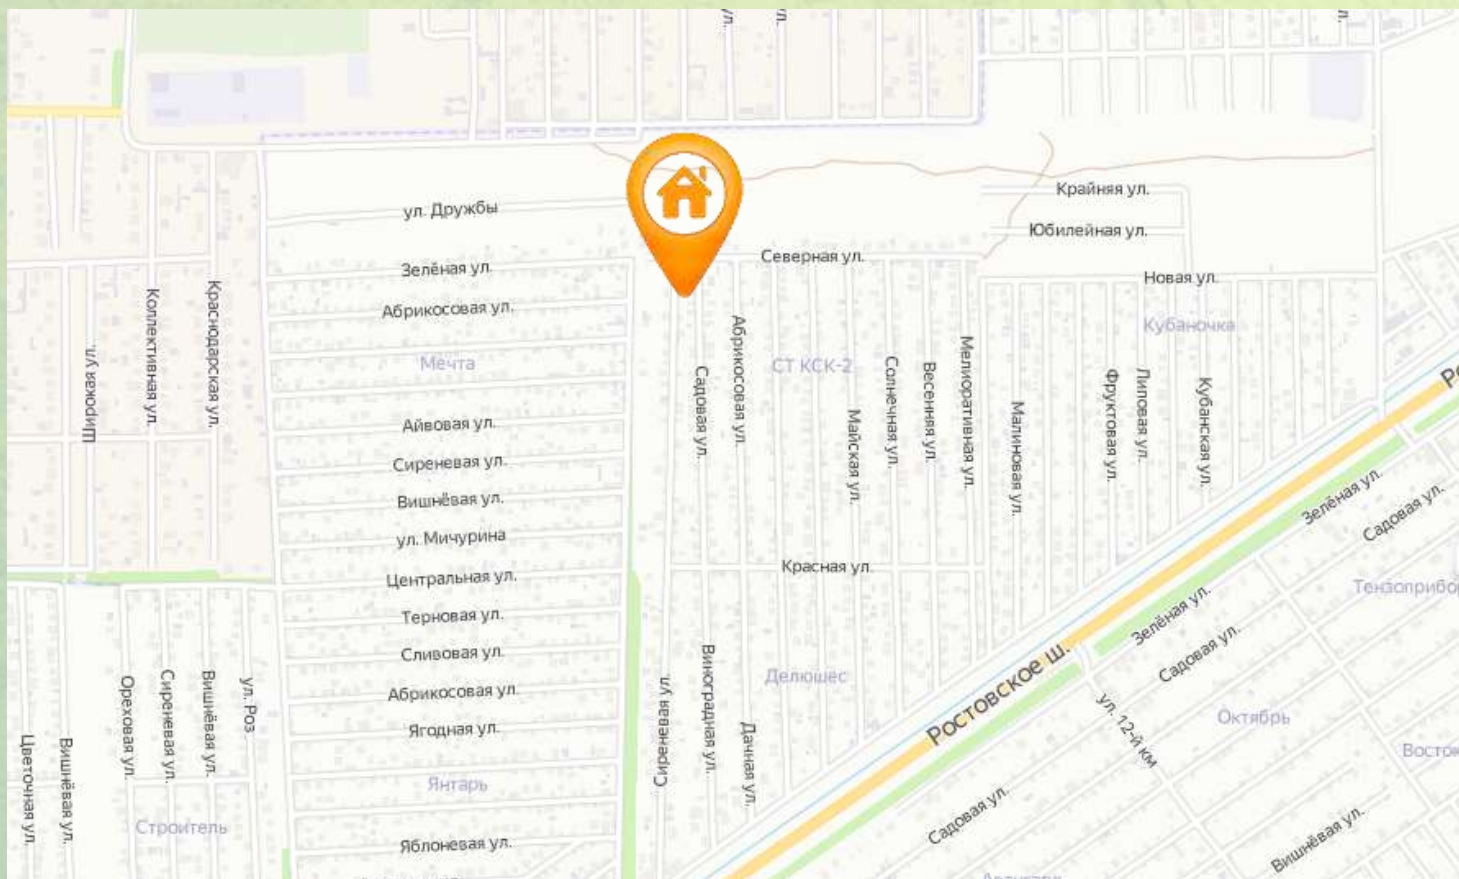 ул.
ул.
ул.
Крайняя ул.
ул. Дружбы
Юбилейная ул.
Северная ул.
Зелёная ул.
Новая ул.
Абрикосовая ул.
Широкая ул.
Коллективная ул.
Краснодарская ул.
Мечта
Садовая ул.
Абрикосовая ул.
СТ КСК-2
Майская ул.
Солнечная ул.
Весенняя ул.
Мелиоративная ул.
Малиновая ул.
Кубаночка
Фруктовая ул.
Липовая ул.
Кубанская ул.
Айвовая ул.
Сиреневая ул.
Вишнёвая ул.
ул. Мичурина
Зелёная ул.
Садовая ул.
Центральная ул.
Красная ул.
Тензоприбор
Терновая ул.
Зелёная ул.
Садовая ул.
Сливовая ул.
Делюшес
Ростовское ш.
Абрикосовая ул.
Ягодная ул.
Цветочная ул.
Вишнёвая ул.
Ореховая ул.
Сиреневая ул.
Вишнёвая ул.
ул. Роз
Сиреневая ул.
Виноградная ул.
Дачная ул.
ул. 12-й км
Октябрь
Восток
Янтарь
Строитель
Яблоневая ул.
Садовая ул.
Вишнёвая ул.